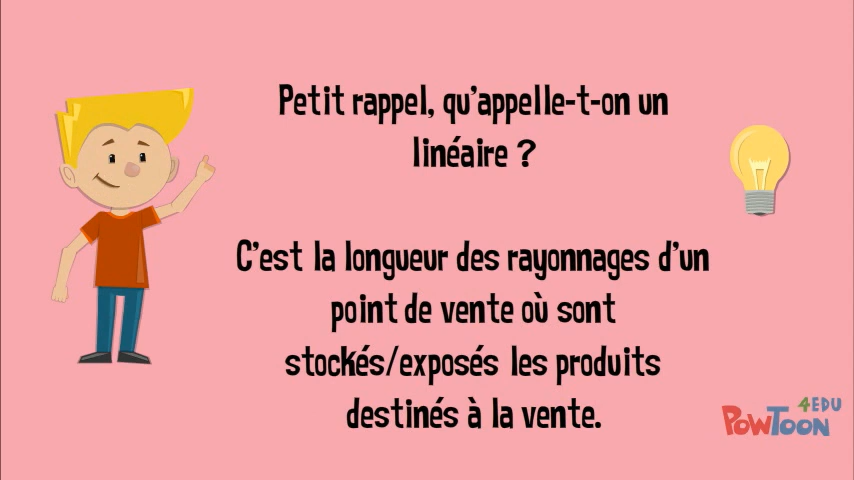 Petit rappel, qu'appelle-t-on un
linéaire ?
C'est la longueur des rayonnages d'un
point de vente où sont
stockés/exposés les produits
destinés à la vente.
4EDU
POWTOON